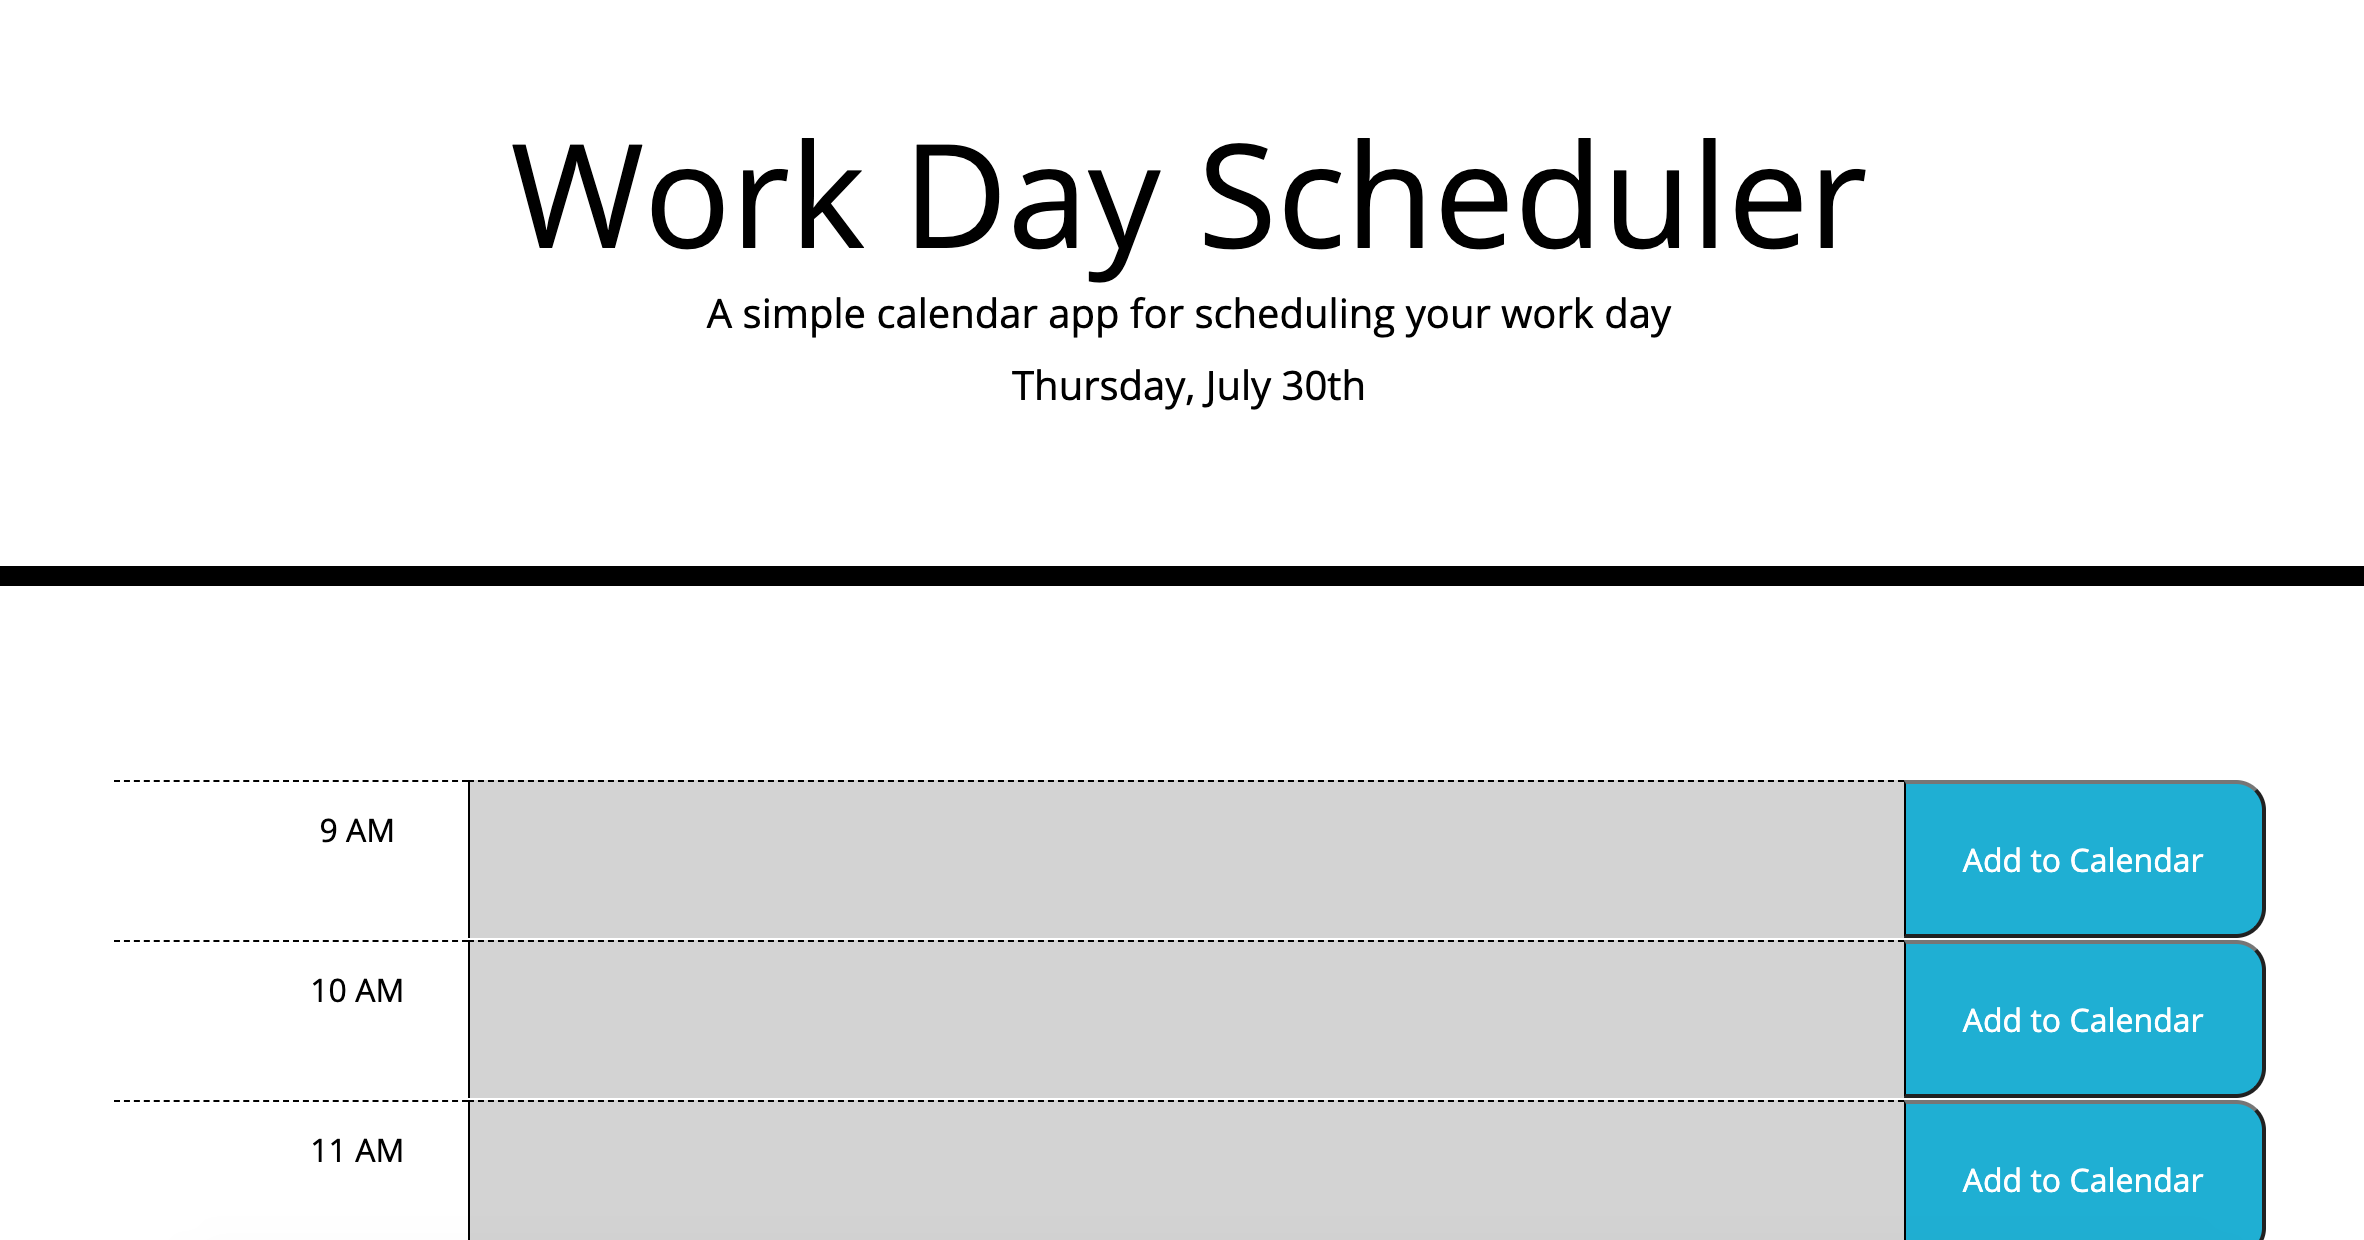 Work Day Scheduler
A simple calendar app for scheduling your work day
Thursday, July 30th
9 AM
Add to Calendar
10 AM
Add to Calendar
11 AM
Add to Calendar